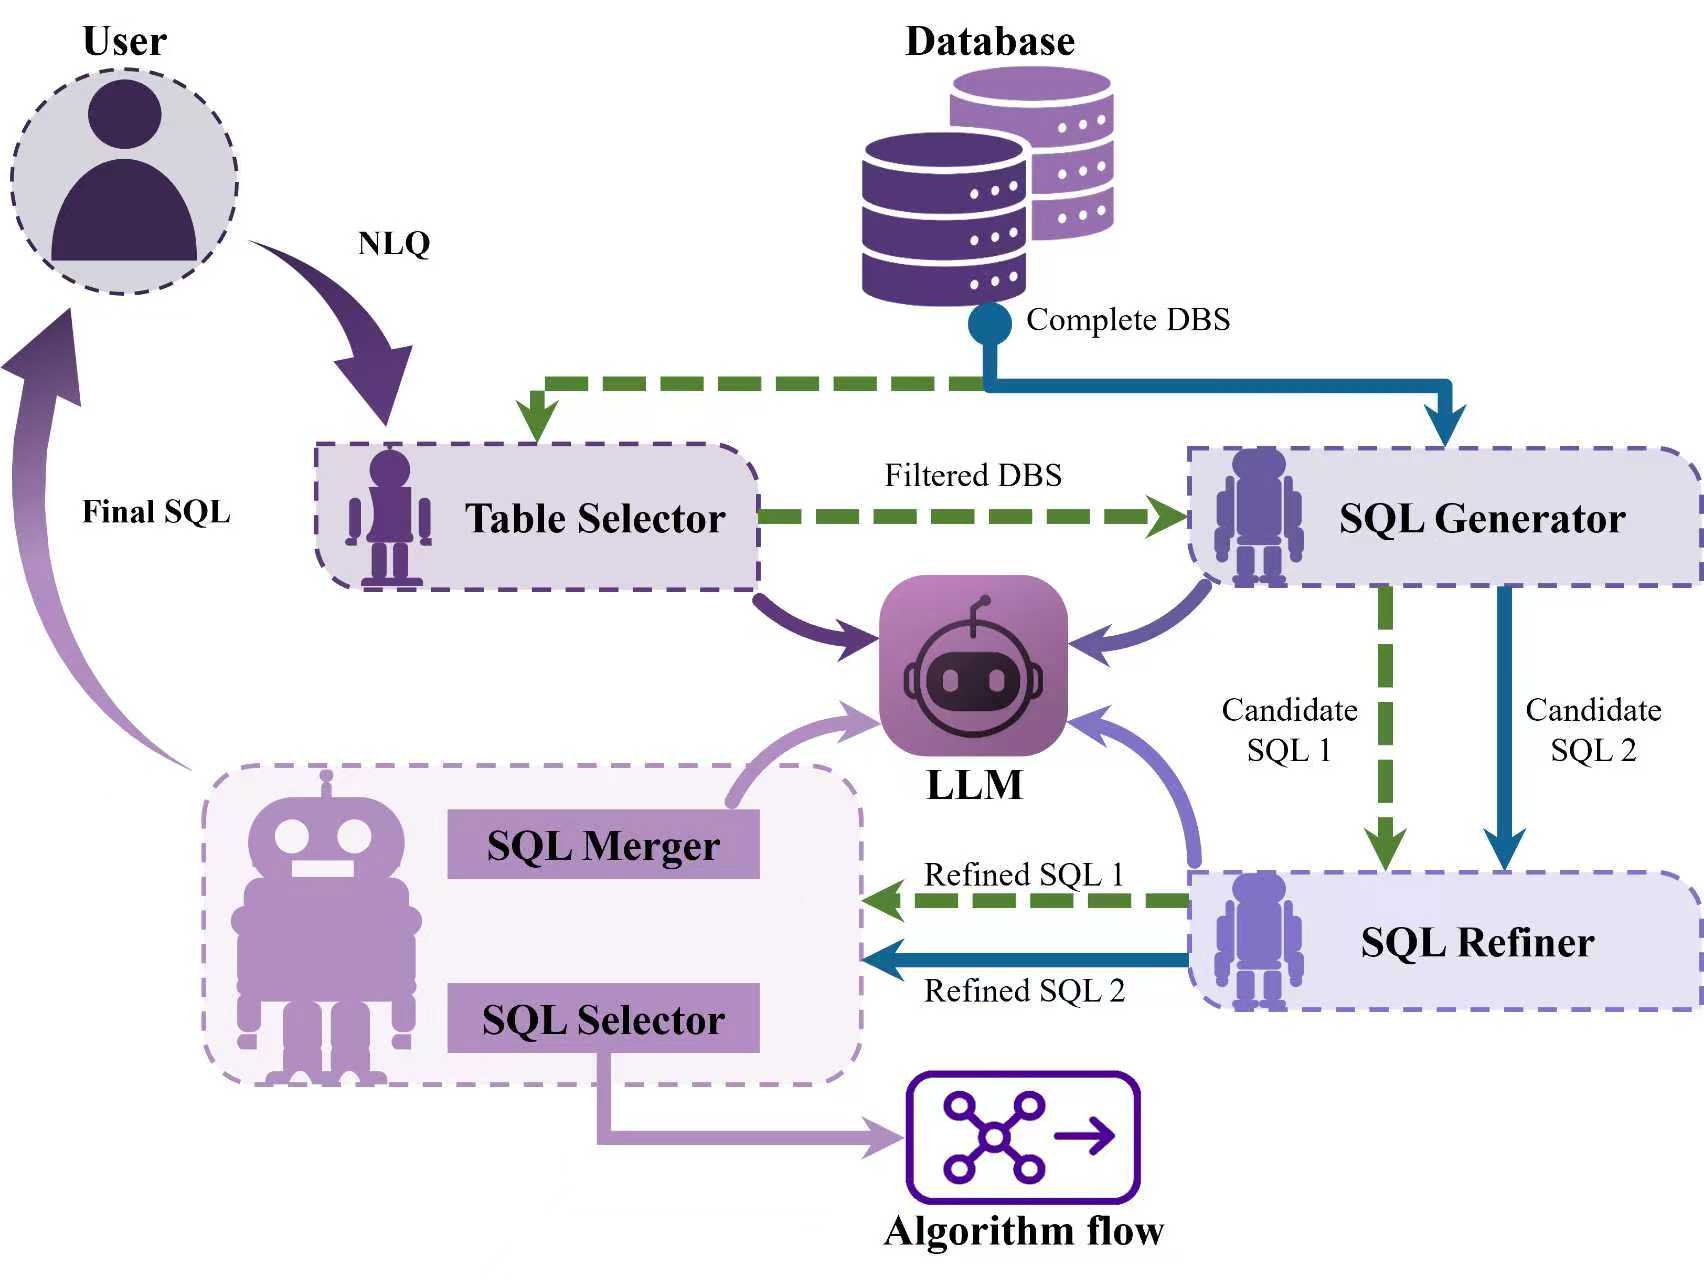 User
Database
NLQ
Complete DBS
Filtered DBS
Final SQL
Table Selector
SQL Generator
Candidate
SQL 1
Candidate
SQL 2
LLM
SQL Merger
Refined SQL 1
SQL Refiner
Refined SQL 2
SQL Selector
Algorithm flow